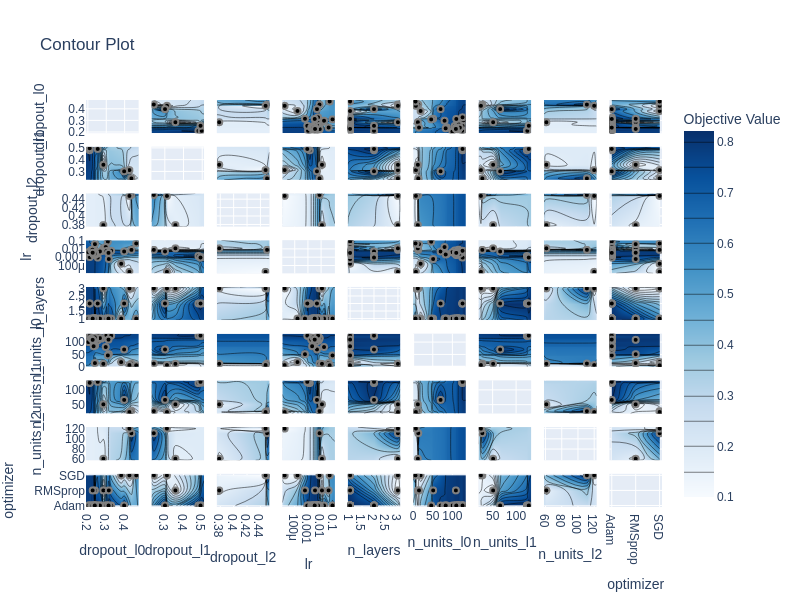 Contour Plot
dropout_l0
0.4
0.3
0.2
dropout_l1
0.5
0.4
0.3
dropout_l2
0.44
0.42
0.4
0.38
lr
0.1
0.01
0.001
100μ
n_layers
3
2.5
2
1.5
1
n_units_l0
100
50
0
n_units_l1
100
50
n_units_l2
120
100
80
60
optimizer
SGD
RMSprop
Adam
0.2 0.3 0.4
0.3 0.4 0.5
0.38 0.4 0.42 0.44
100μ 0.001 0.01 0.1
1 1.5 2 2.5 3
0 50 100
50 100
60 80 100 120
Adam RMSprop SGD
dropout_l0 dropout_l1 dropout_l2 lr n_layers n_units_l0 n_units_l1 n_units_l2 optimizer
Objective Value
0.8
0.7
0.6
0.5
0.4
0.3
0.2
0.1